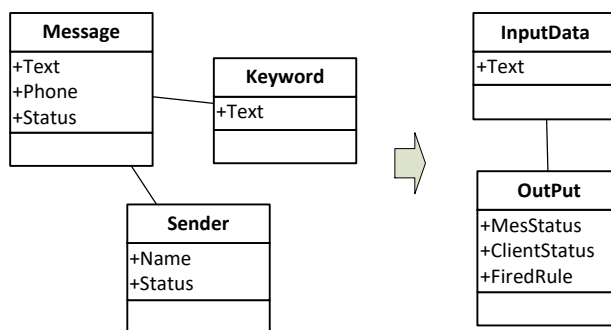 Message
+Text
+Phone
+Status
Keyword
+Text
Sender
+Name
+Status
InputData
+Text
OutPut
+MesStatus
+ClientStatus
+FiredRule